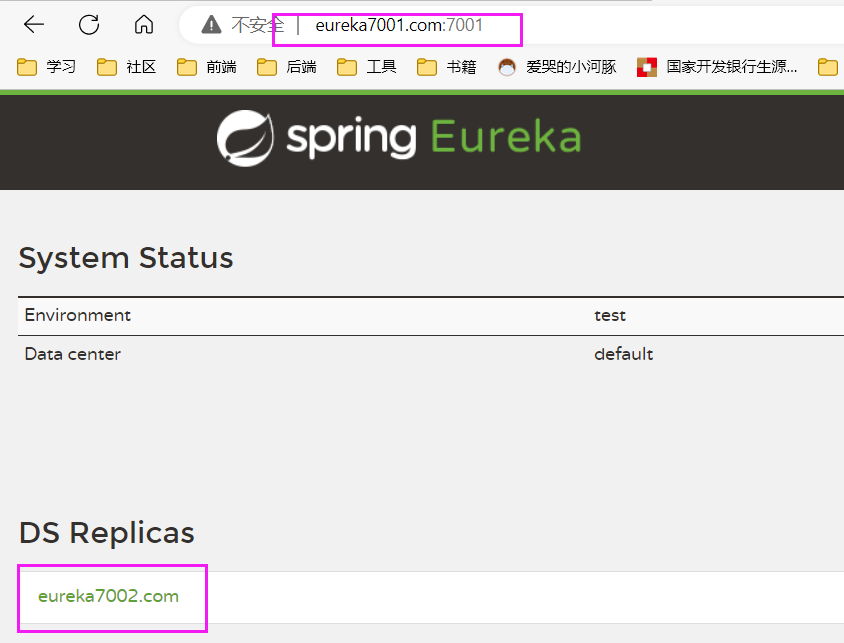 不安全 eureka7001.com:7001
学习 社区 前端 后端 工具 书籍 爱哭的小河豚 国家开发银行生源...
spring Eureka
System Status
Environment test
Data center default
DS Replicas
eureka7002.com